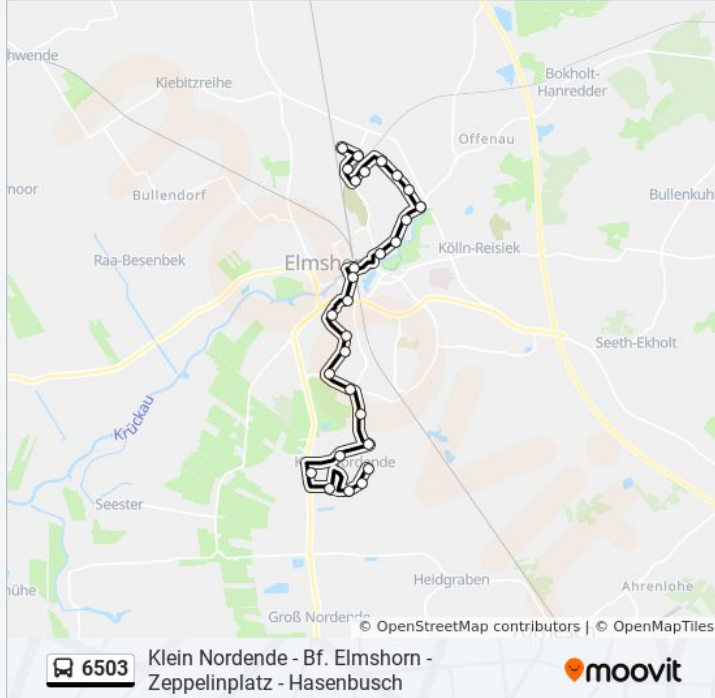 hwende
Kiebitzreihe
Bokholt-
Hanredder
Offenau
moor
Bullendorf
Bullenkuhl
Raa-Besenbek
Elmshor
Kölln-Reisiek
Seeth-Ekholt
Krückau
Klein Nordende
Seester
Heidgraben
Ahrenlohe
Groß Nordende
© OpenStreetMap contributors | © OpenMapTiles
6503
Klein Nordende - Bf. Elmshorn -
Zeppelinplatz - Hasenbusch
moovit